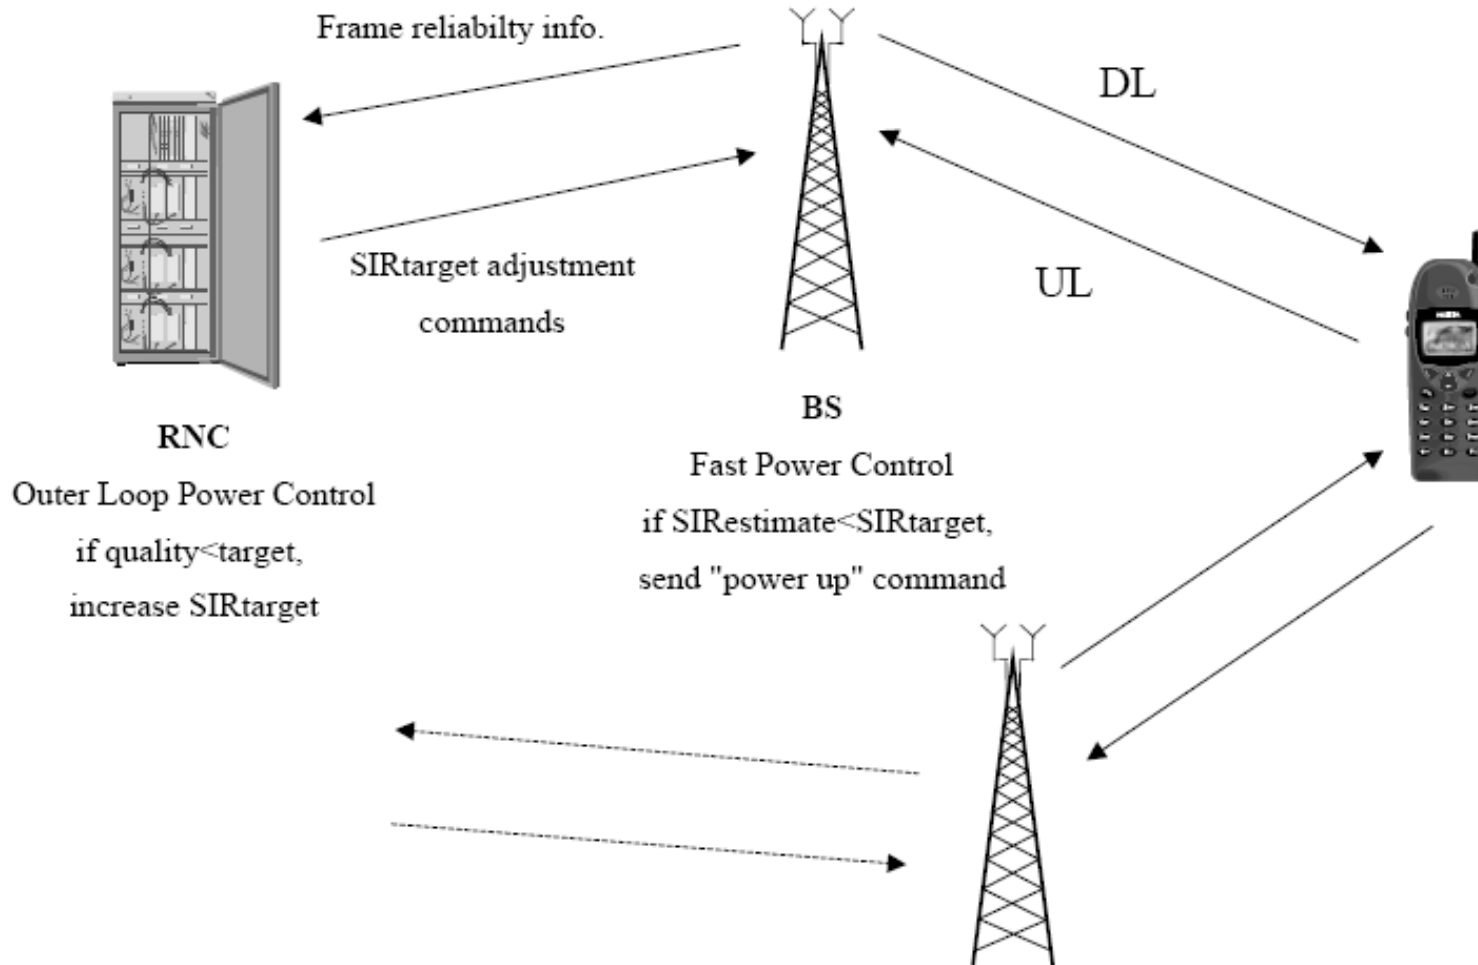 Frame reliabilty info.
DL
UL
SIRtarget adjustment
commands
RNC
Outer Loop Power Control
if quality<target,
increase SIRtarget
BS
Fast Power Control
if SIRestimate<SIRtarget,
send "power up" command